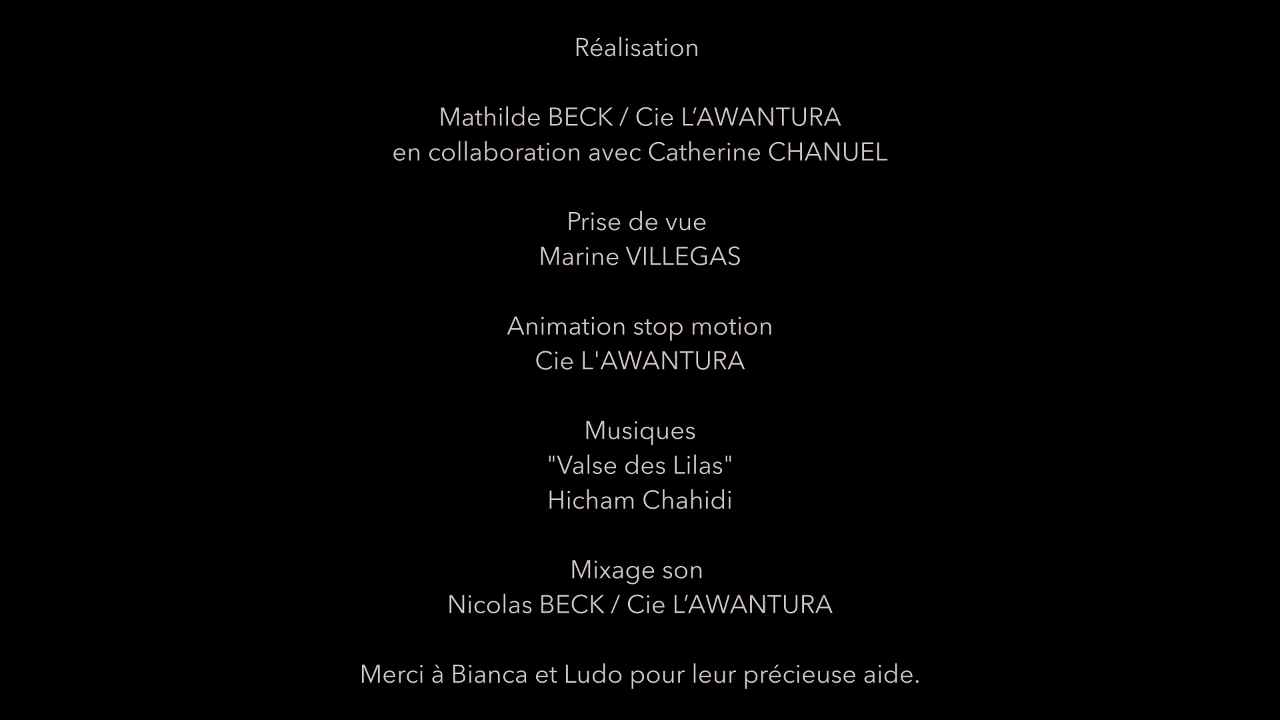 Réalisation
Mathilde BECK / Cie L’AWANTURA
en collaboration avec Catherine CHANUEL
Prise de vue
Marine VILLEGAS
Animation stop motion
Cie L'AWANTURA
Musiques
"Valse des Lilas"
Hicham Chahidi
Mixage son
Nicolas BECK / Cie L’AWANTURA
Merci à Bianca et Ludo pour leur précieuse aide.